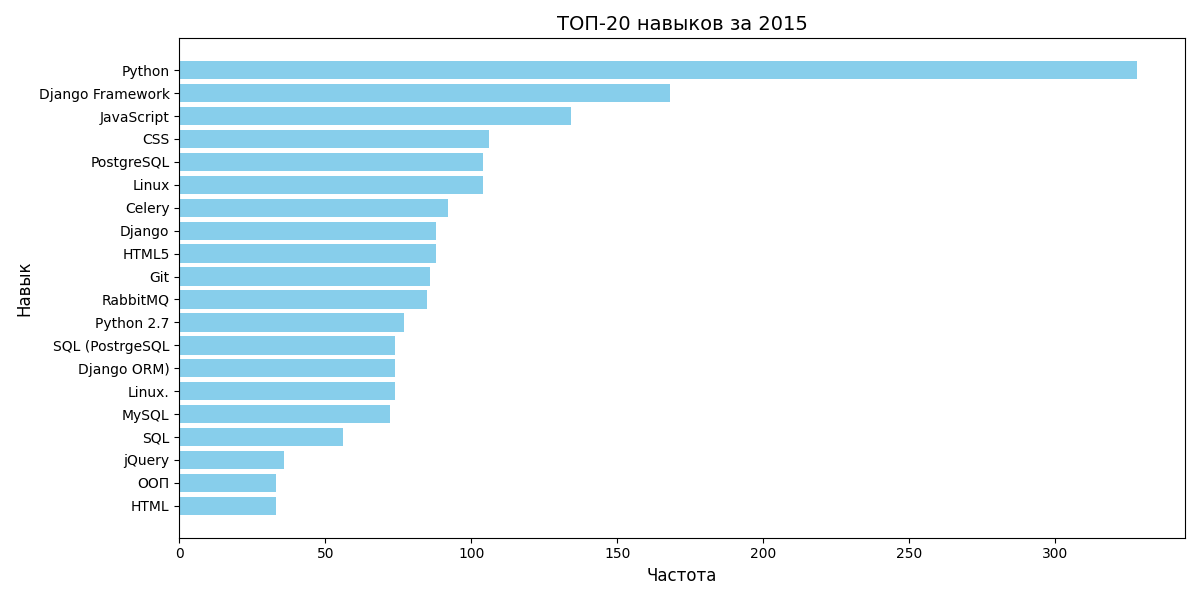 ТОП-20 навыков за 2015
Python
Django Framework
JavaScript
CSS
PostgreSQL
Linux
Celery
Django
HTML5
Git
RabbitMQ
Python 2.7
SQL (PostrgeSQL
Django ORM)
Linux.
MySQL
SQL
jQuery
ООП
HTML
Навык
0 50 100 150 200 250 300
Частота